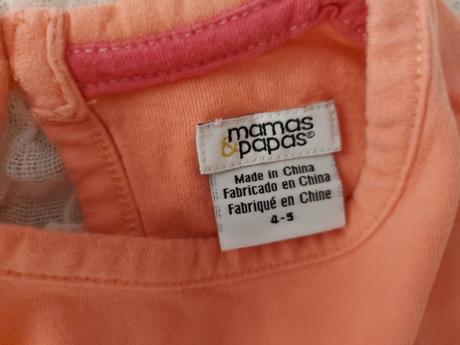 mamas
&papas©
Made in China
Fabricado en China
Fabriqué en Chine
4-5